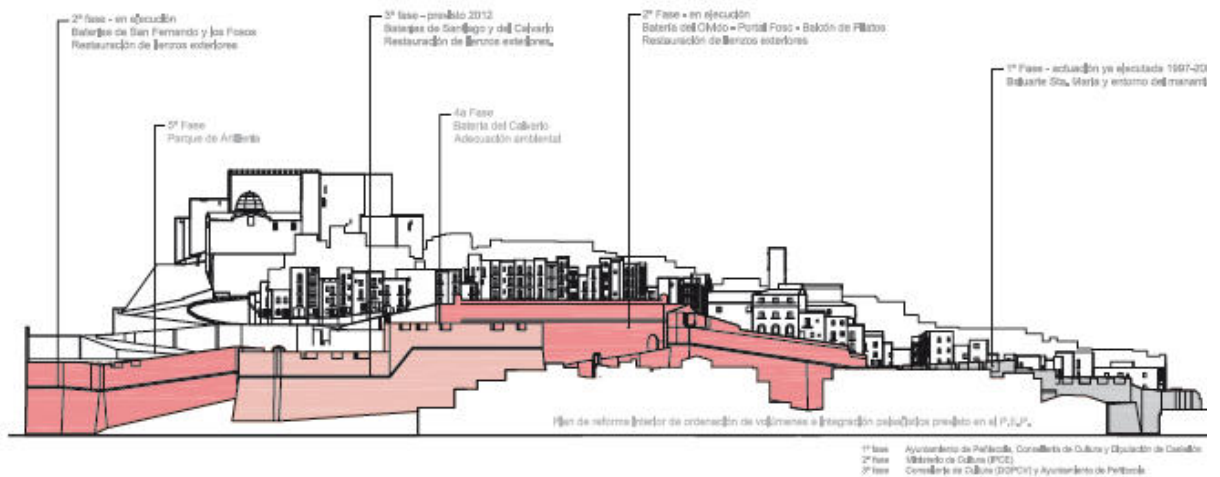 2ª fase - en ejecución
Baterías de San Fernando y los Fosos
Restauración de lienzos exteriores
3ª fase - previsto 2012
Baterías de Santiago y del Calvario
Restauración de lienzos exteriores.
2ª Fase - en ejecución
Batería del Olvido - Portal Fosc - Balcón de Pilatos
Restauración de lienzos exteriores
1ª Fase - actuación ya ejecutada 1997-20
Baluarte Sta. María y entorno del manant
5ª Fase
Parque de Artillería
4a Fase
Batería del Calvario
Adecuación ambiental
Plan de reforma interior de ordenación de volúmenes e integración paisajística previsto en el P.E.P.
1ª fase Ayuntamiento de Peñíscola, Conselleria de Cultura y Diputación de Castellón
2ª fase Ministerio de Cultura (IPCE)
3ª fase Conselleria de Cultura (DGPCV) y Ayuntamiento de Peñíscola